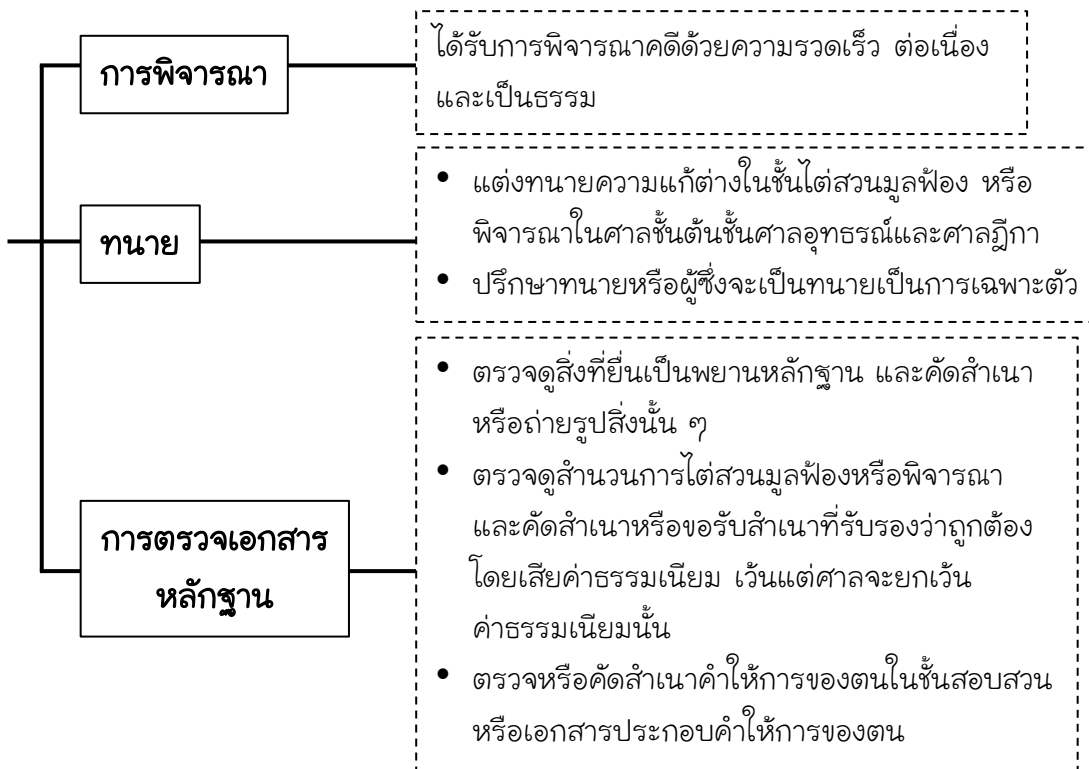 การพิจารณา
ได้รับการพิจารณาคดีด้วยความรวดเร็ว ต่อเนื่อง
และเป็นธรรม
ทนาย
• แต่งทนายความแก้ต่างในชั้นไต่สวนมูลฟ้อง หรือ
พิจารณาในศาลชั้นต้นชั้นศาลอุทธรณ์และศาลฎีกา
• ปรึกษาทนายหรือผู้ซึ่งจะเป็นทนายเป็นการเฉพาะตัว
การตรวจเอกสาร
หลักฐาน
• ตรวจดูสิ่งที่ยื่นเป็นพยานหลักฐาน และคัดสำเนา
หรือถ่ายรูปสิ่งนั้น ๆ
• ตรวจดูสำนวนการไต่สวนมูลฟ้องหรือพิจารณา
และคัดสำเนาหรือขอรับสำเนาที่รับรองว่าถูกต้อง
โดยเสียค่าธรรมเนียม เว้นแต่ศาลจะยกเว้น
ค่าธรรมเนียมนั้น
• ตรวจหรือคัดสำเนาคำให้การของตนในชั้นสอบสวน
หรือเอกสารประกอบคำให้การของตน